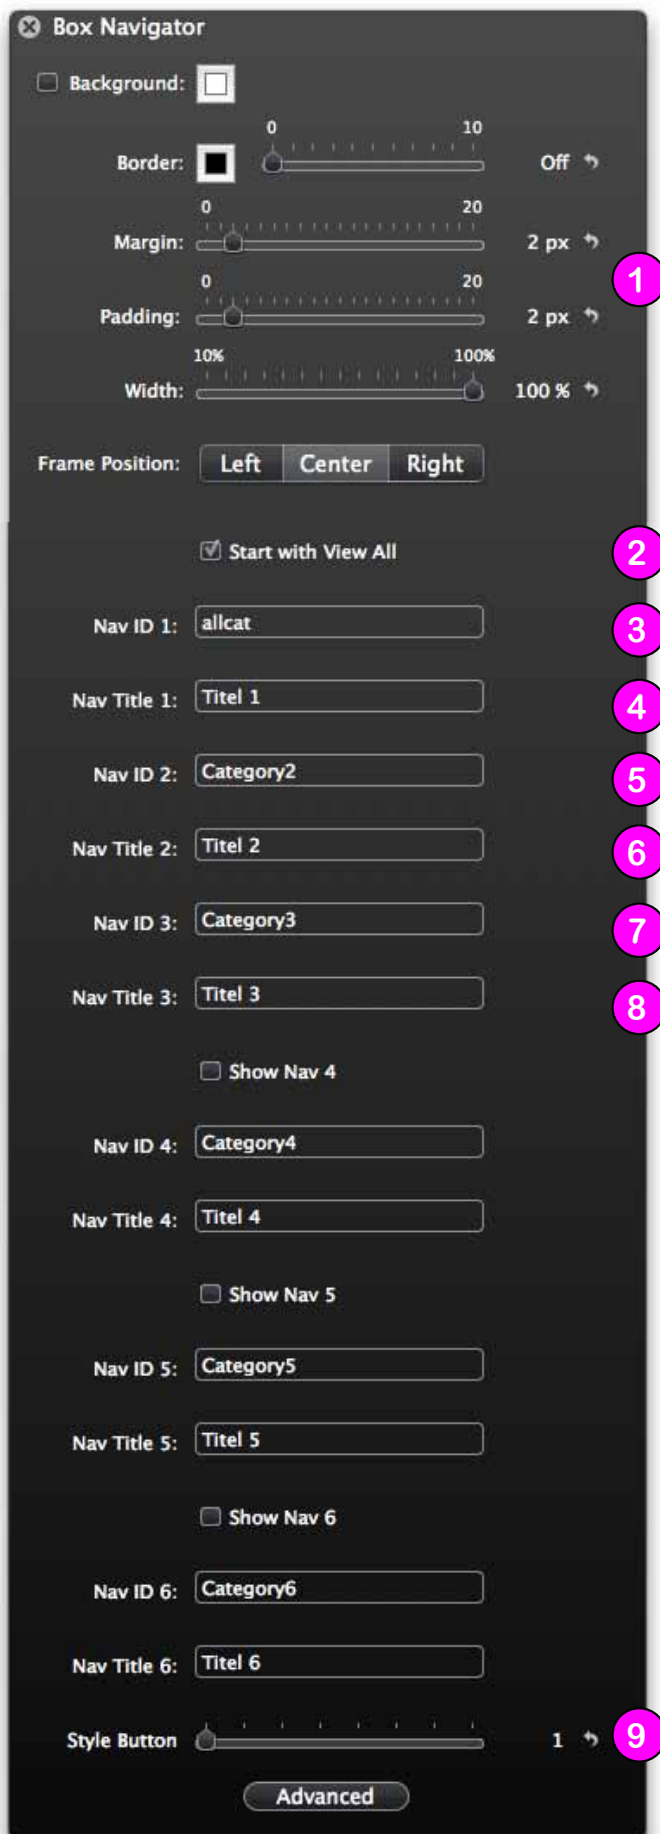 Box Navigator
Background:
0 10
Border: Off
0 20
Margin: 2 px
1
0 20
Padding: 2 px
10% 100%
Width: 100 %
Frame Position: Left Center Right
Start with View All 2
Nav ID 1: allcat 3
Nav Title 1: Titel 1 4
Nav ID 2: Category2 5
Nav Title 2: Titel 2 6
Nav ID 3: Category3 7
Nav Title 3: Titel 3 8
Show Nav 4
Nav ID 4: Category4
Nav Title 4: Titel 4
Show Nav 5
Nav ID 5: Category5
Nav Title 5: Titel 5
Show Nav 6
Nav ID 6: Category6
Nav Title 6: Titel 6
Style Button 1 9
Advanced